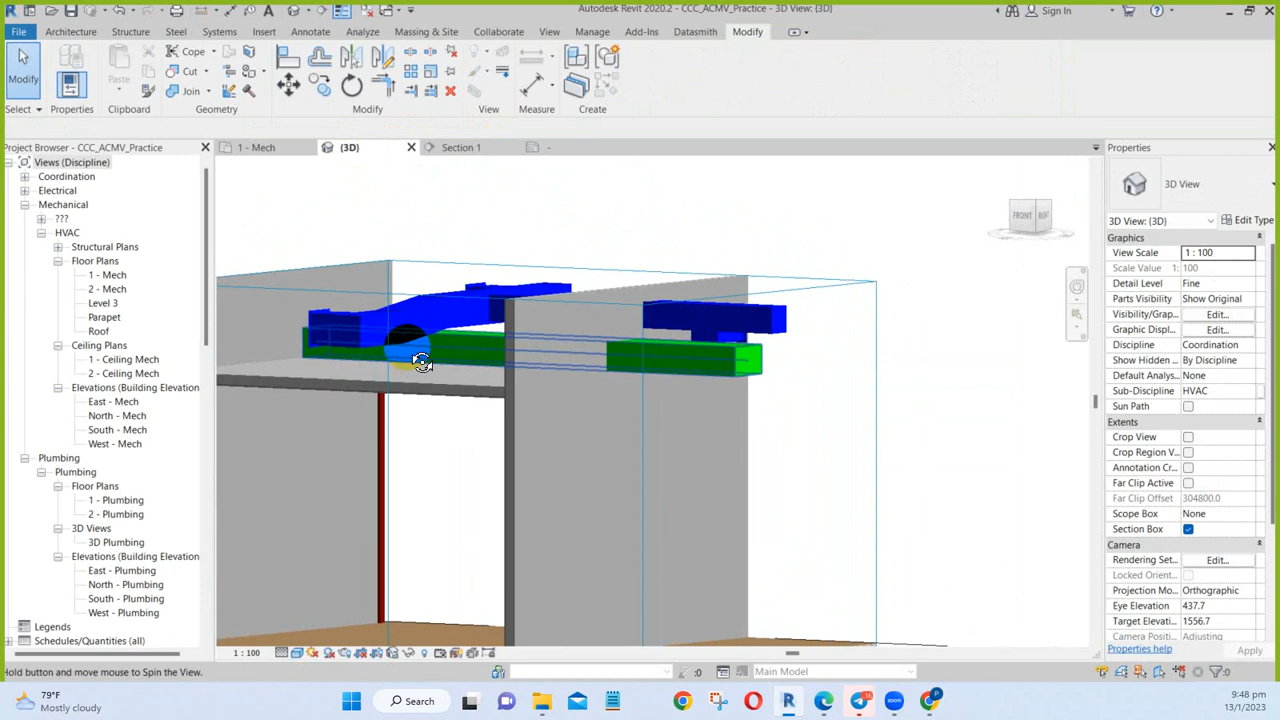 Autodesk Revit 2020.2 - CCC_ACMV_Practice - 3D View: {3D}
Sign In
File
Architecture
Structure
Steel
Systems
Insert
Annotate
Analyze
Massing & Site
Collaborate
View
Manage
Add-Ins
Datasmith
Modify
Modify
Paste
Cope
Cut
Join
Select
Properties
Clipboard
Geometry
Modify
View
Measure
Create
Project Browser - CCC_ACMV_Practice
1 - Mech
{3D}
Section 1
-
Properties
Views (Discipline)
Coordination
Electrical
Mechanical
???
HVAC
Structural Plans
Floor Plans
1 - Mech
2 - Mech
Level 3
Parapet
Roof
Ceiling Plans
1 - Ceiling Mech
2 - Ceiling Mech
Elevations (Building Elevation
East - Mech
North - Mech
South - Mech
West - Mech
Plumbing
Plumbing
Floor Plans
1 - Plumbing
2 - Plumbing
3D Views
3D Plumbing
Elevations (Building Elevation
East - Plumbing
North - Plumbing
South - Plumbing
West - Plumbing
Legends
Schedules/Quantities (all)
FRONT
3D View
3D View: {3D}
Edit Type
Graphics
View Scale 1 : 100
Scale Value 1: 100
Detail Level Fine
Parts Visibility Show Original
Visibility/Grap... Edit...
Graphic Displ... Edit...
Discipline Coordination
Show Hidden ... By Discipline
Default Analys... None
Sub-Discipline HVAC
Sun Path
Extents
Crop View
Crop Region V...
Annotation Cr...
Far Clip Active
Far Clip Offset 304800.0
Scope Box None
Section Box
Camera
Rendering Set... Edit...
Locked Orient...
Projection Mo... Orthographic
Eye Elevation 437.7
Target Elevat... 1556.7
Camera Positi... Adjusting
Properties help
Apply
1 : 100
Hold button and move mouse to Spin the View.
:0
Main Model
:0
79°F
Mostly cloudy
Search
zoom
9:48 pm
13/1/2023